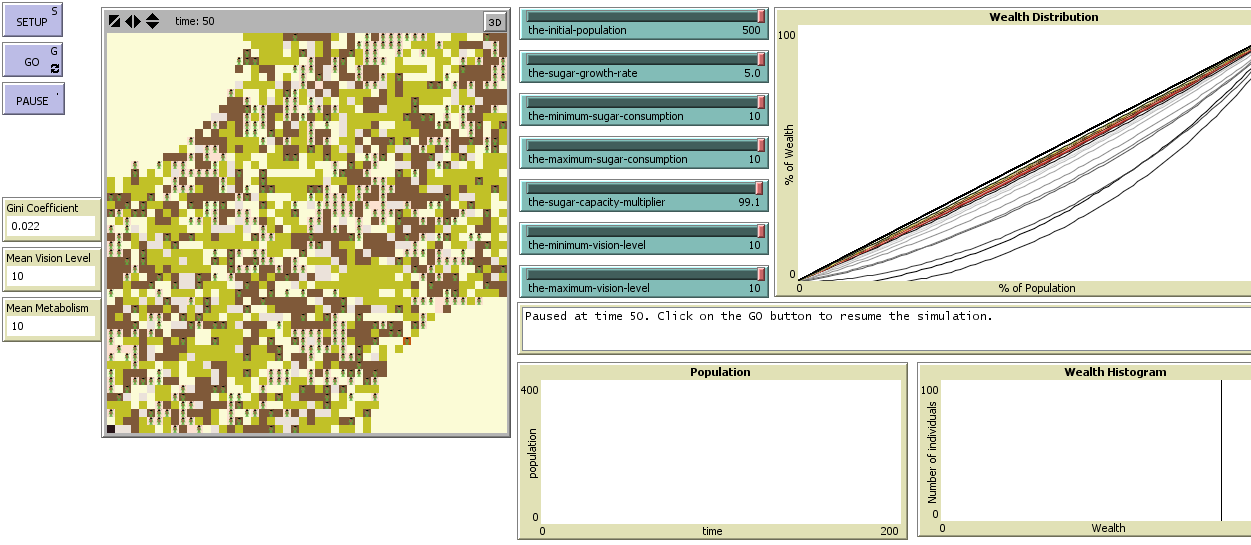 SETUP
S
GO
G
PAUSE
'
Gini Coefficient
0.022
Mean Vision Level
10
Mean Metabolism
10
time: 50
3D
the-initial-population 500
the-sugar-growth-rate 5.0
the-minimum-sugar-consumption 10
the-maximum-sugar-consumption 10
the-sugar-capacity-multiplier 99.1
the-minimum-vision-level 10
the-maximum-vision-level 10
Wealth Distribution
100
% of Wealth
0
0
% of Population
Paused at time 50. Click on the GO button to resume the simulation.
Population
400
population
0
0
time
200
Wealth Histogram
100
Number of individuals
0
0
Wealth